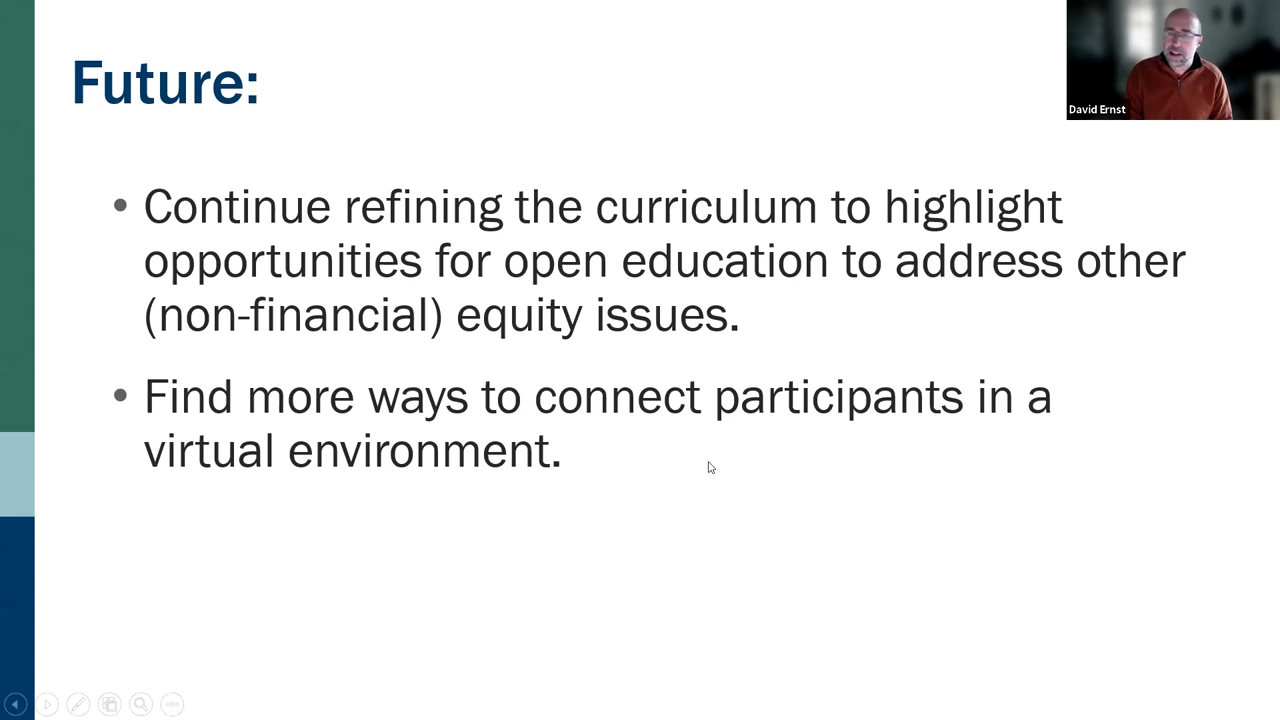 Future:
David Ernst
• Continue refining the curriculum to highlight
opportunities for open education to address other
(non-financial) equity issues.
• Find more ways to connect participants in a
virtual environment.